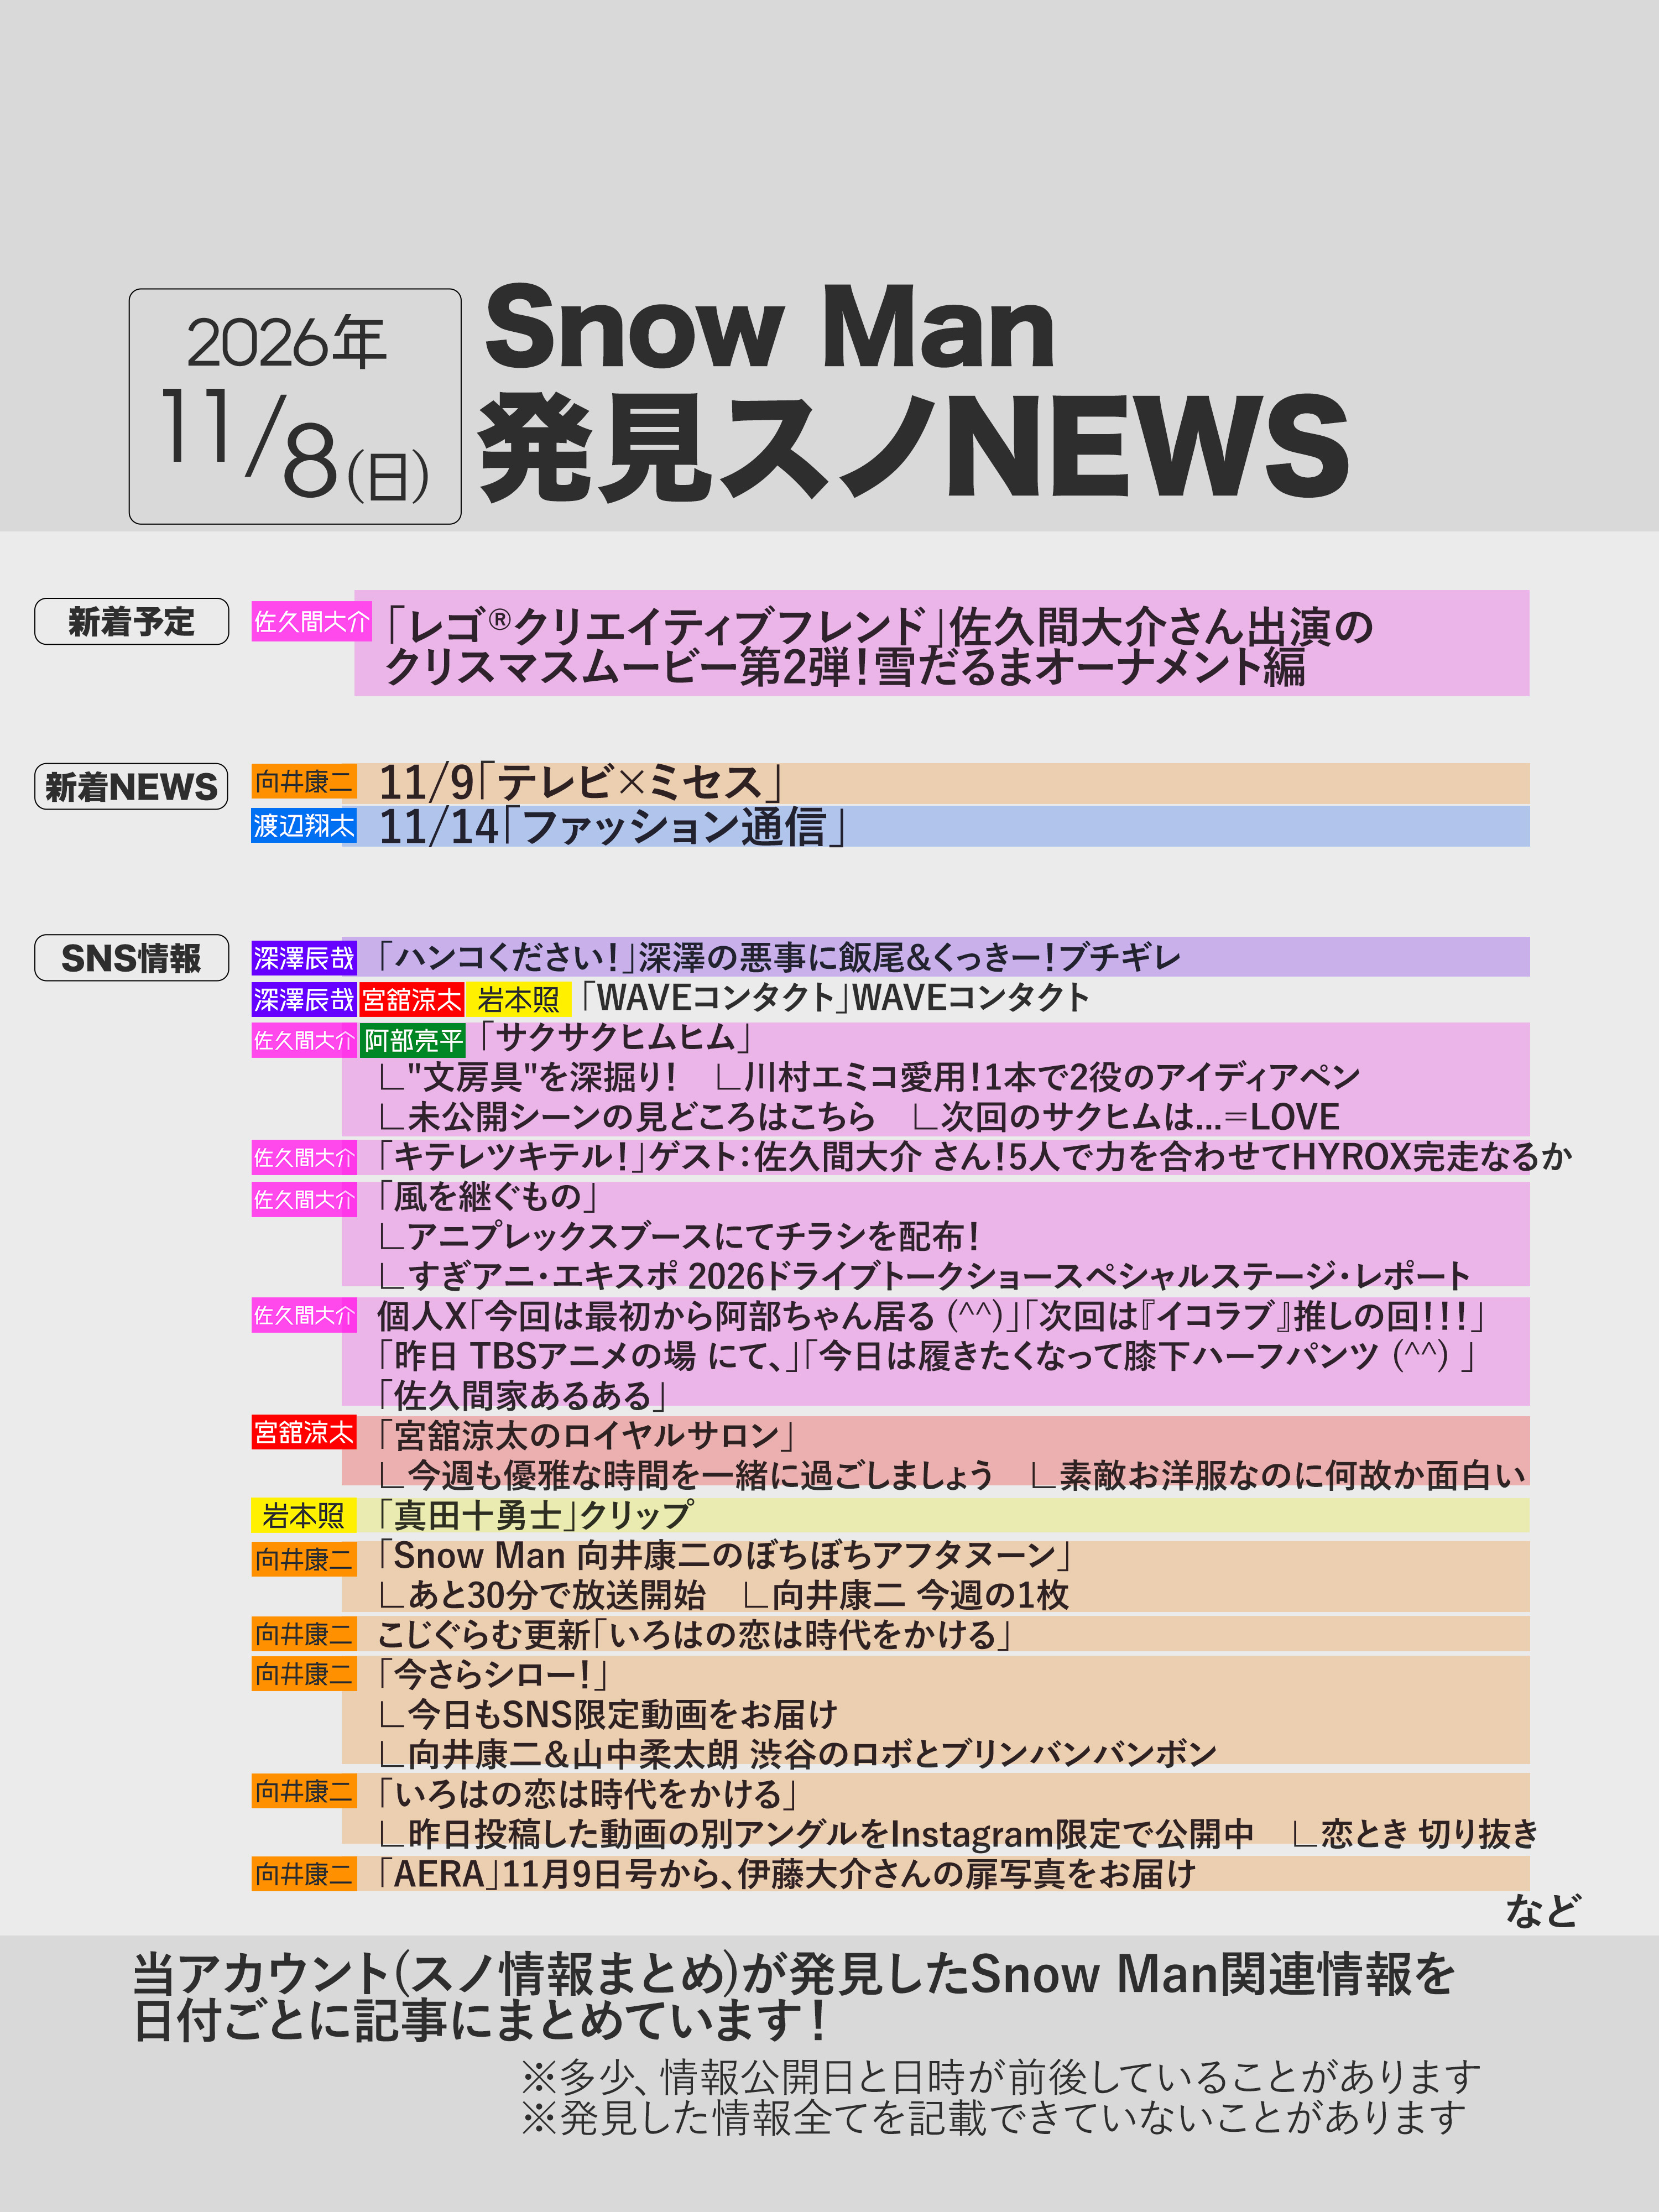 2026年
11/8(日)
Snow Man
発見スノNEWS
新着予定
佐久間大介
「レゴ®クリエイティブフレンド」佐久間大介さん出演の
クリスマスムービー第2弾!雪だるまオーナメント編
新着NEWS
向井康二 11/9「テレビ×ミセス」
渡辺翔太 11/14「ファッション通信」
SNS情報
深澤辰哉 「ハンコください!」深澤の悪事に飯尾&くっきー!ブチギレ
深澤辰哉 宮舘涼太 岩本照 「WAVEコンタクト」WAVEコンタクト
佐久間大介 阿部亮平 「サクサクヒムヒム」
∟"文房具"を深掘り! ∟川村エミコ愛用!1本で2役のアイディアペン
∟未公開シーンの見どころはこちら ∟次回のサクヒムは...=LOVE
佐久間大介 「キテレツキテル!」ゲスト:佐久間大介 さん!5人で力を合わせてHYROX完走なるか
佐久間大介 「風を継ぐもの」
∟アニプレックスブースにてチラシを配布!
∟すぎアニ・エキスポ 2026ドライブトークショースペシャルステージ・レポート
佐久間大介 個人X「今回は最初から阿部ちゃん居る (^^)」「次回は『イコラブ』推しの回!!!」
「昨日 TBSアニメの場 にて、」「今日は履きたくなって膝下ハーフパンツ (^^) 」
「佐久間家あるある」
宮舘涼太 「宮舘涼太のロイヤルサロン」
∟今週も優雅な時間を一緒に過ごしましょう ∟素敵お洋服なのに何故か面白い
岩本照 「真田十勇士」クリップ
向井康二 「Snow Man 向井康二のぼちぼちアフタヌーン」
∟あと30分で放送開始 ∟向井康二 今週の1枚
向井康二 こじぐらむ更新「いろはの恋は時代をかける」
向井康二 「今さらシロー!」
∟今日もSNS限定動画をお届け
∟向井康二&山中柔太朗 渋谷のロボとブリンバンバンボン
向井康二 「いろはの恋は時代をかける」
∟昨日投稿した動画の別アングルをInstagram限定で公開中 ∟恋とき 切り抜き
向井康二 「AERA」11月9日号から、伊藤大介さんの扉写真をお届け
など
当アカウント(スノ情報まとめ)が発見したSnow Man関連情報を
日付ごとに記事にまとめています!
※多少、情報公開日と日時が前後していることがあります
※発見した情報全てを記載できていないことがあります